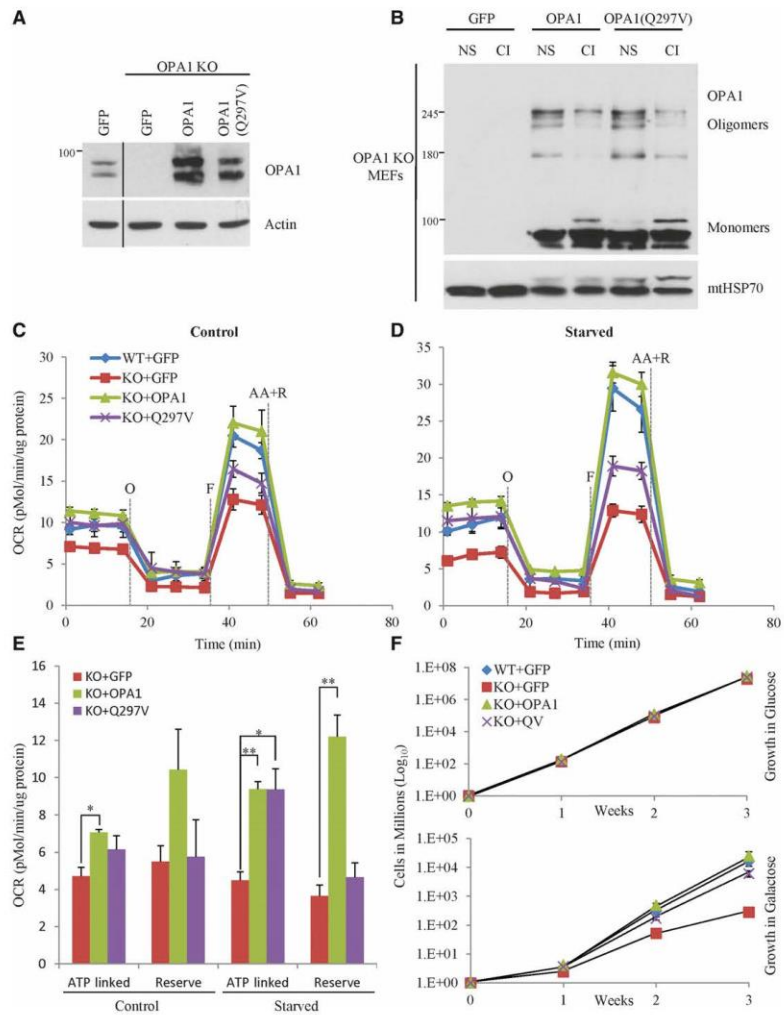 A
OPA1 KO
GFP
GFP
OPA1
OPA1
(Q297V)
100
OPA1
Actin
B
GFP
OPA1
OPA1(Q297V)
NS
CI
NS
CI
NS
CI
OPA1 KO
MEFs
245
180
100
OPA1
Oligomers
Monomers
mtHSP70
C
Control
OCR (pMol/min/ug protein)
30
25
20
15
10
5
0
WT+GFP
KO+GFP
KO+OPA1
KO+Q297V
O
F
AA+R
0
20
40
60
80
Time (min)
D
Starved
35
30
25
20
15
10
5
0
O
F
AA+R
0
20
40
60
80
Time (min)
E
OCR (pMol/min/ug protein)
16
14
12
10
8
6
4
2
0
KO+GFP
KO+OPA1
KO+Q297V
*
**
*
**
ATP linked
Reserve
ATP linked
Reserve
Control
Starved
F
Cells in Millions (Log10)
1.E+08
1.E+06
1.E+04
1.E+02
1.E+00
WT+GFP
KO+GFP
KO+OPA1
KO+QV
0
1
Weeks
2
3
Growth in Glucose
1.E+05
1.E+04
1.E+03
1.E+02
1.E+01
1.E+00
0
1
Weeks
2
3
Growth in Galactose